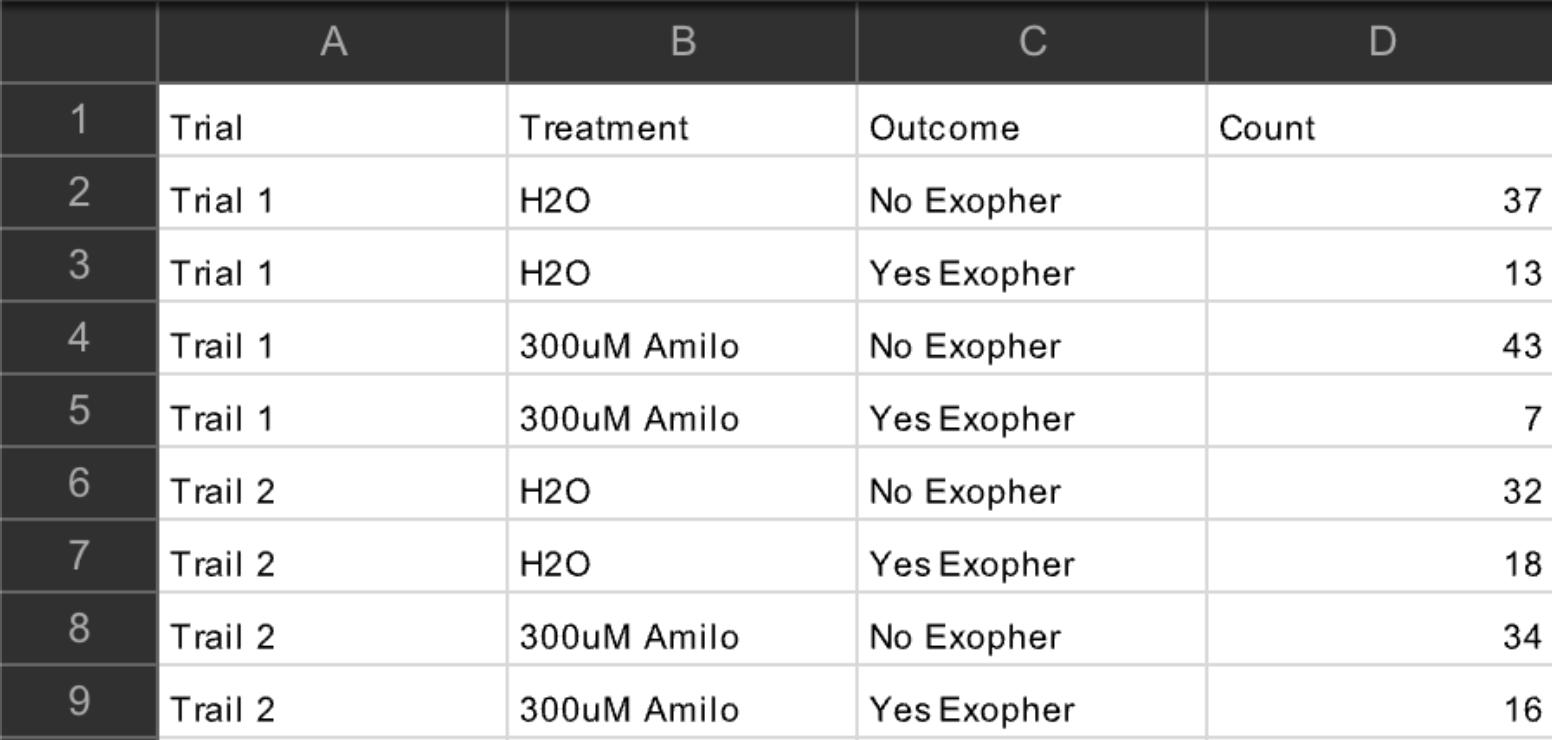 A B C D
1 Trial Treatment Outcome Count
2 Trial 1 H2O No Exopher 37
3 Trial 1 H2O Yes Exopher 13
4 Trail 1 300uM Amilo No Exopher 43
5 Trail 1 300uM Amilo Yes Exopher 7
6 Trail 2 H2O No Exopher 32
7 Trail 2 H2O Yes Exopher 18
8 Trail 2 300uM Amilo No Exopher 34
9 Trail 2 300uM Amilo Yes Exopher 16